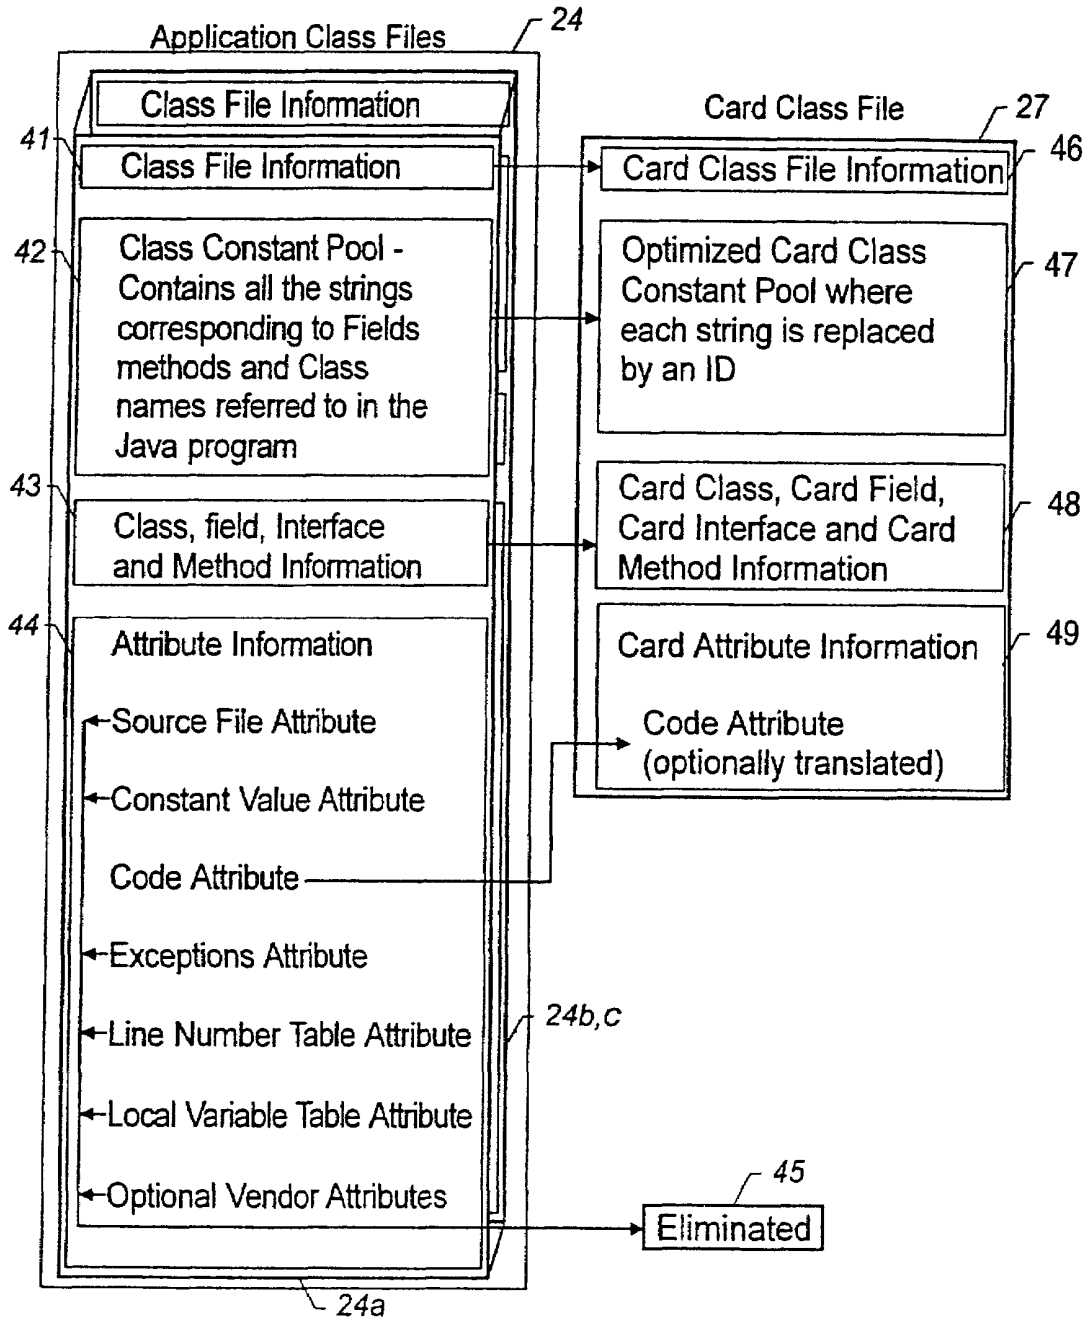 Application Class Files
24
Class File Information
41
Class File Information
42
Class Constant Pool -
Contains all the strings
corresponding to Fields
methods and Class
names referred to in the
Java program
43
Class, field, Interface
and Method Information
44
Attribute Information
Source File Attribute
Constant Value Attribute
Code Attribute
Exceptions Attribute
Line Number Table Attribute
Local Variable Table Attribute
Optional Vendor Attributes
24a
24b,c
Card Class File
27
46
Card Class File Information
47
Optimized Card Class
Constant Pool where
each string is replaced
by an ID
48
Card Class, Card Field,
Card Interface and Card
Method Information
49
Card Attribute Information
Code Attribute
(optionally translated)
45
Eliminated